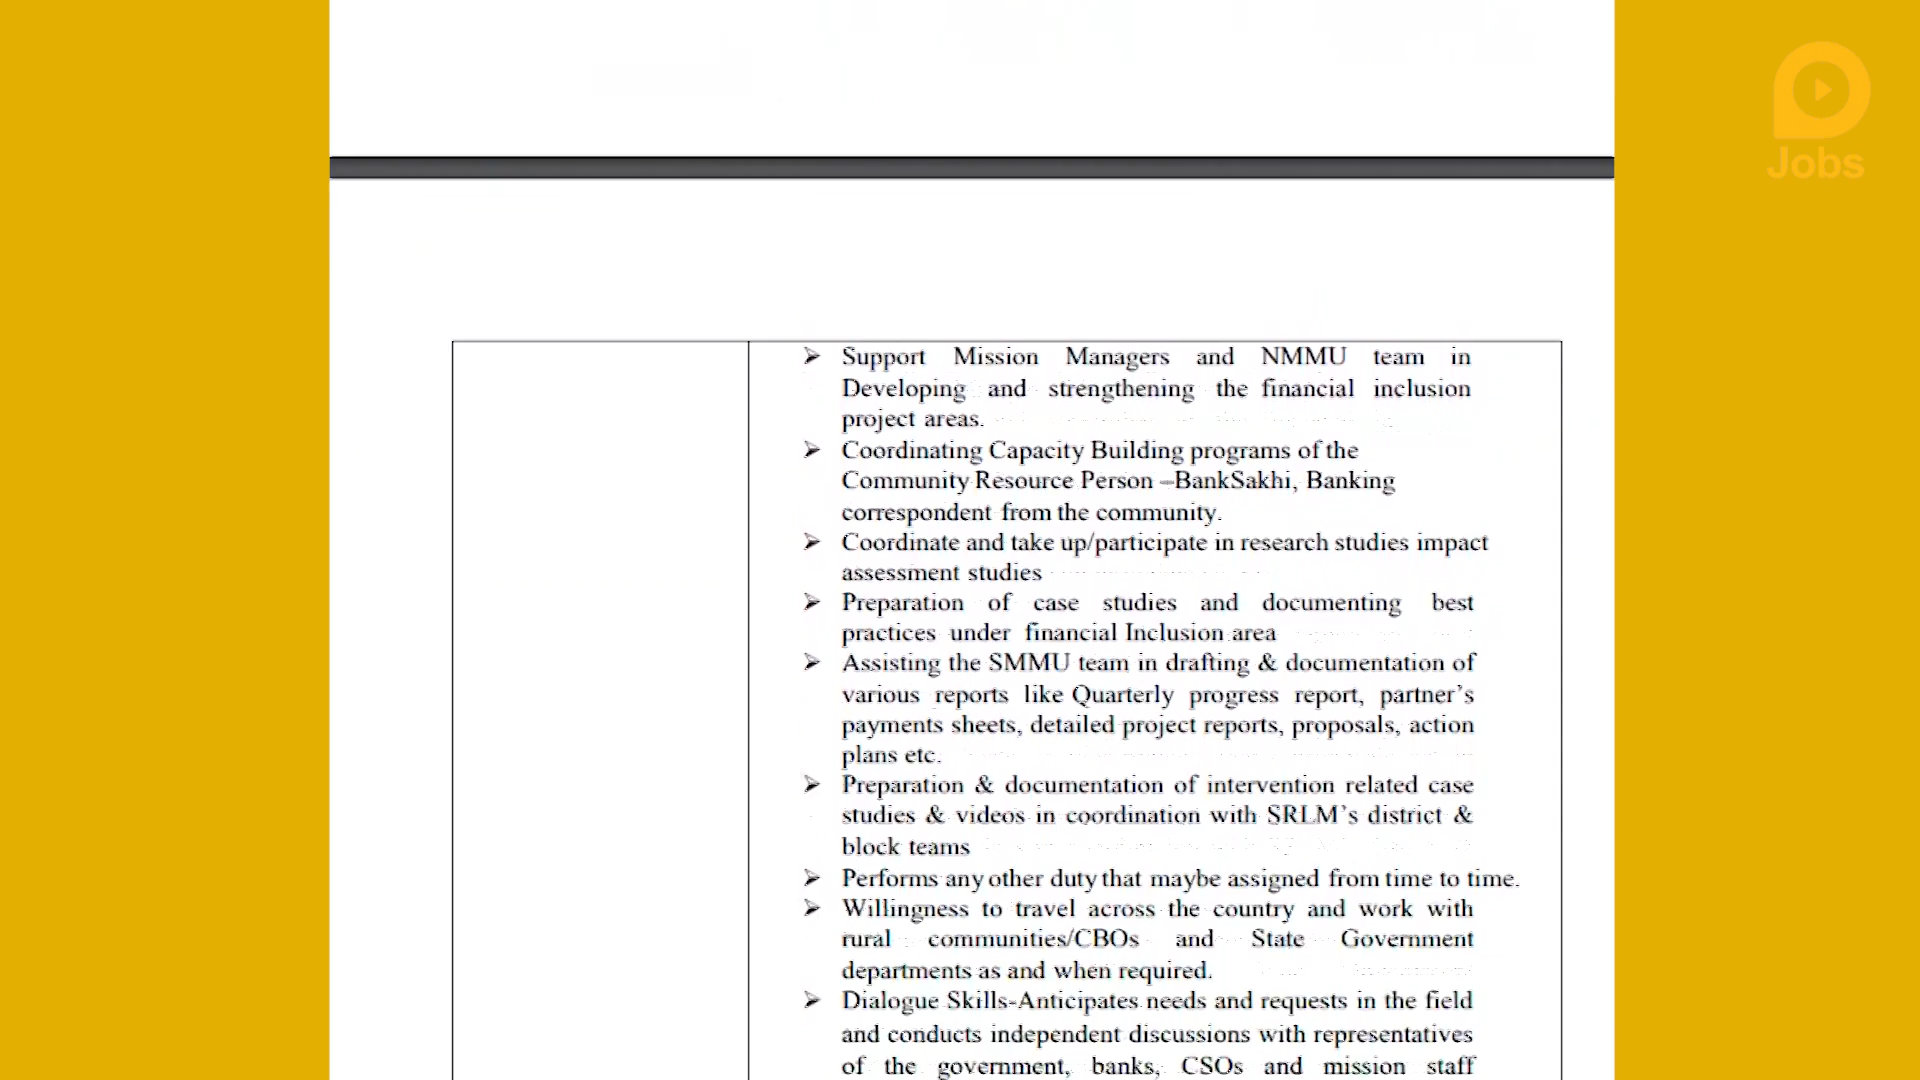 Jobs
Support Mission Managers and NMMU team in
Developing and strengthening the financial inclusion
project areas.
Coordinating Capacity Building programs of the
Community Resource Person –BankSakhi, Banking
correspondent from the community.
Coordinate and take up/participate in research studies impact
assessment studies
Preparation of case studies and documenting best
practices under financial Inclusion area
Assisting the SMMU team in drafting & documentation of
various reports like Quarterly progress report, partner’s
payments sheets, detailed project reports, proposals, action
plans etc.
Preparation & documentation of intervention related case
studies & videos in coordination with SRLM’s district &
block teams
Performs any other duty that maybe assigned from time to time.
Willingness to travel across the country and work with
rural communities/CBOs and State Government
departments as and when required.
Dialogue Skills-Anticipates needs and requests in the field
and conducts independent discussions with representatives
of the government, banks, CSOs and mission staff